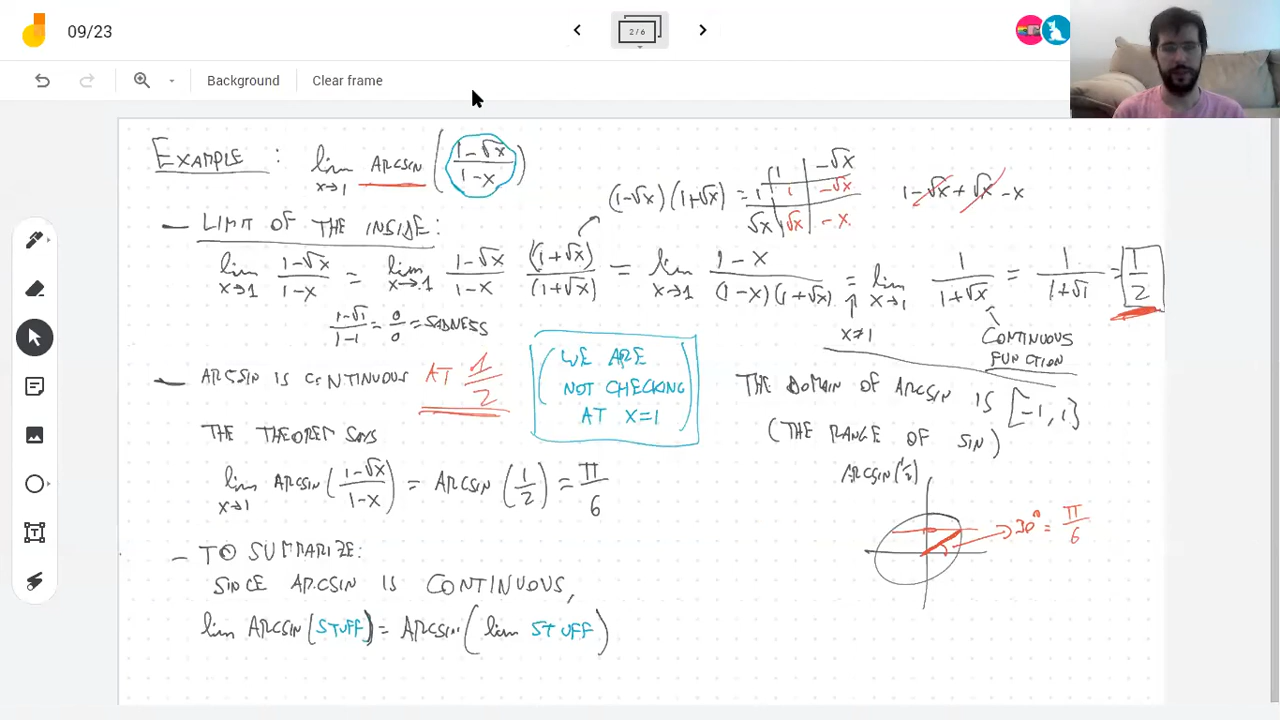 09/23
2/6
Background
Clear frame
EXAMPLE : lim x→1 ARCSIN ( (1-√x)/(1-x) )
(1-√x)(1+√x) =
1 | -√x
1 | 1 | -√x
√x | √x | -x
1 - √x + √x - x
— LIMIT OF THE INSIDE:
lim x→1 (1-√x)/(1-x) = lim x→1 (1-√x)/(1-x) (1+√x)/(1+√x) = lim x→1 (1-x)/((1-x)(1+√x)) = lim x→1 1/(1+√x) = 1/(1+√1) = 1/2
(1-√1)/(1-1) = 0/0 = SADNESS
x≠1
CONTINUOUS
FUNCTION
— ARCSIN IS CONTINUOUS AT 1/2
(WE ARE
NOT CHECKING
AT X=1)
THE DOMAIN OF ARCSIN IS [-1,1]
(THE RANGE OF SIN)
THE THEOREM SAYS
lim x→1 ARCSIN ( (1-√x)/(1-x) ) = ARCSIN (1/2) = π/6
ARCSIN(1/2)
30° = π/6
- TO SUMMARIZE:
SINCE ARCSIN IS CONTINUOUS,
lim ARCSIN(STUFF) = ARCSIN(lim STUFF)